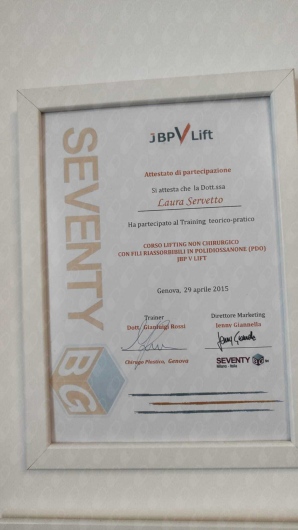 JBP V Lift
Attestato di partecipazione
Si attesta che la Dott.ssa
Laura Servetto
Ha partecipato al Training teorico-pratico
CORSO LIFTING NON CHIRURGICO
CON FILI RIASSORBIBILI IN POLIDIOSSANONE (PDO)
JBP V LIFT
Genova, 29 aprile 2015
Trainer
Dott. Gianluigi Bossi
Chirurgo Plastico, Genova
Direttore Marketing
Jenny Giannella
SEVENTY BG
Milano - Italia
SEVENTY BG